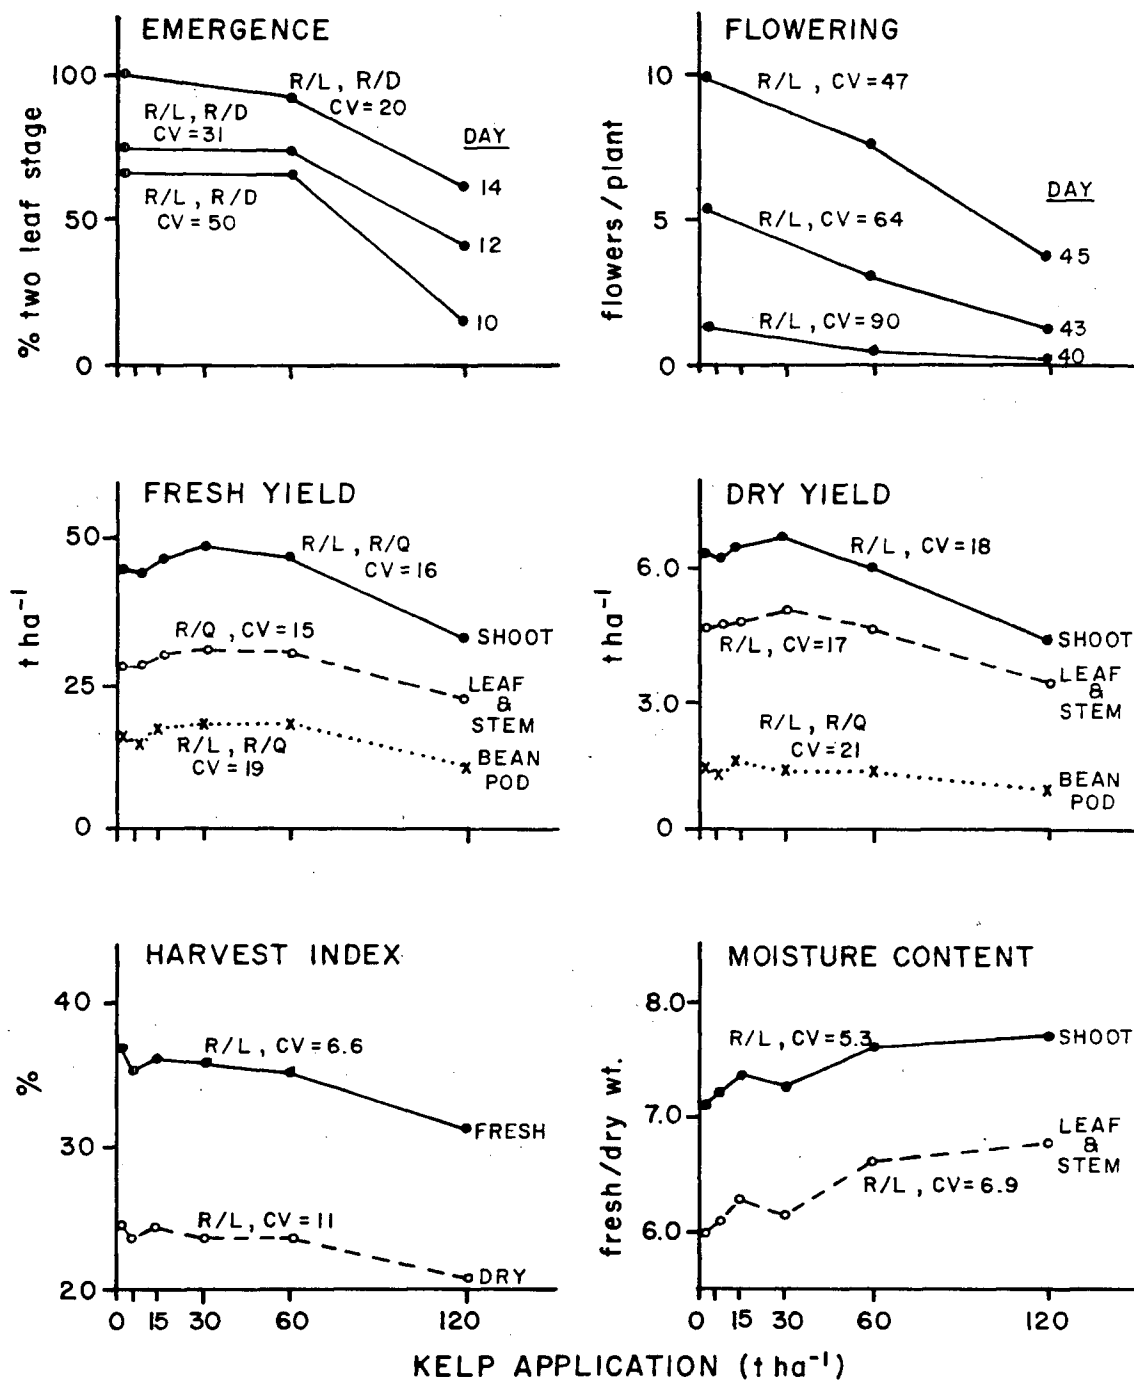 EMERGENCE
% two leaf stage
100
50
0
R/L, R/D
CV=20
R/L, R/D
CV=31
R/L, R/D
CV=50
DAY
14
12
10
FLOWERING
flowers/plant
10
5
0
R/L, CV=47
R/L, CV=64
R/L, CV=90
DAY
45
43
40
FRESH YIELD
t ha⁻¹
50
25
0
R/L, R/Q
CV=16
R/Q, CV=15
R/L, R/Q
CV=19
SHOOT
LEAF
&
STEM
BEAN
POD
DRY YIELD
t ha⁻¹
6.0
3.0
0
R/L, CV=18
R/L, CV=17
R/L, R/Q
CV=21
SHOOT
LEAF
&
STEM
BEAN
POD
HARVEST INDEX
%
40
30
20
R/L, CV=6.6
R/L, CV=11
FRESH
DRY
0 15 30 60 120
MOISTURE CONTENT
fresh/dry wt.
8.0
7.0
6.0
R/L, CV=5.3
R/L, CV=6.9
SHOOT
LEAF
&
STEM
0 15 30 60 120
KELP APPLICATION (t ha⁻¹)